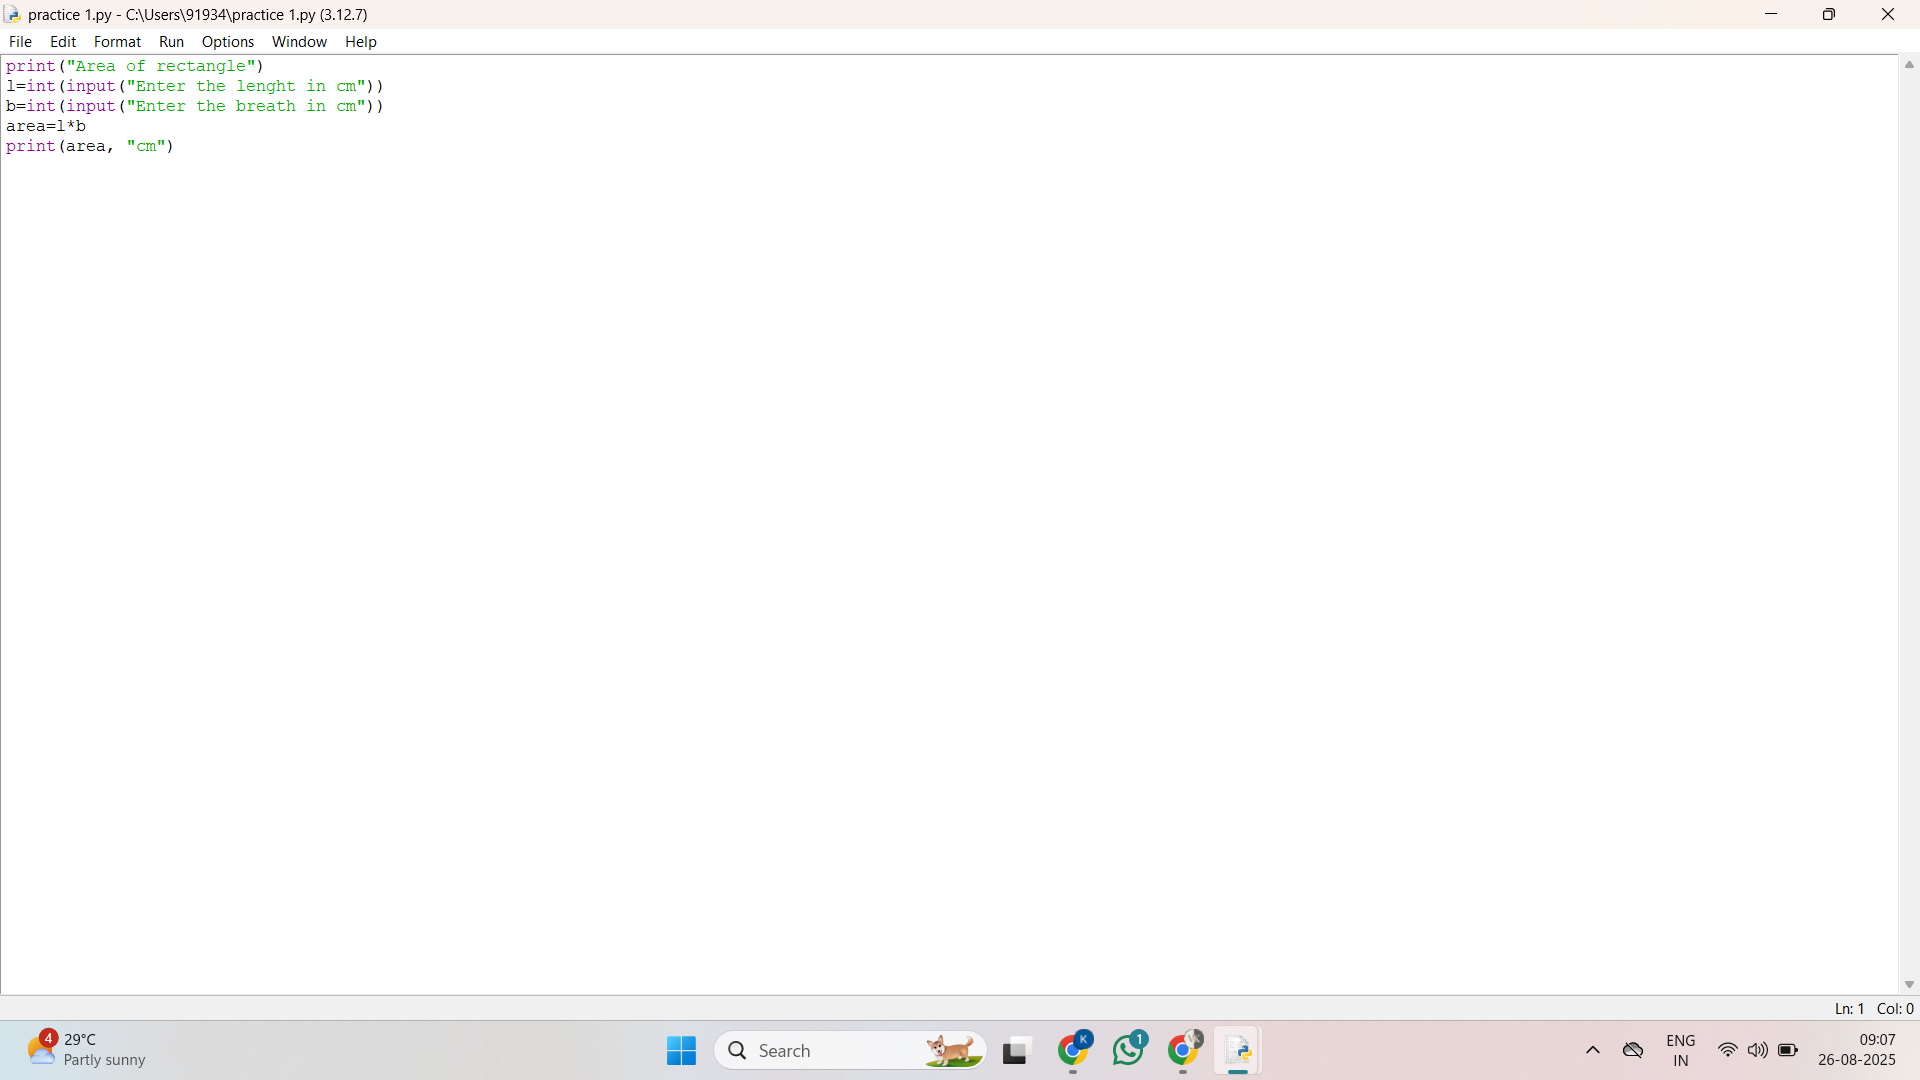 practice 1.py - C:\Users\91934\practice 1.py (3.12.7)
File Edit Format Run Options Window Help
print("Area of rectangle")
l=int(input("Enter the lenght in cm"))
b=int(input("Enter the breath in cm"))
area=l*b
print(area, "cm")
Ln: 1 Col: 0
4
29°C
Partly sunny
Search
K
1
VK
ENG
IN
09:07
26-08-2025